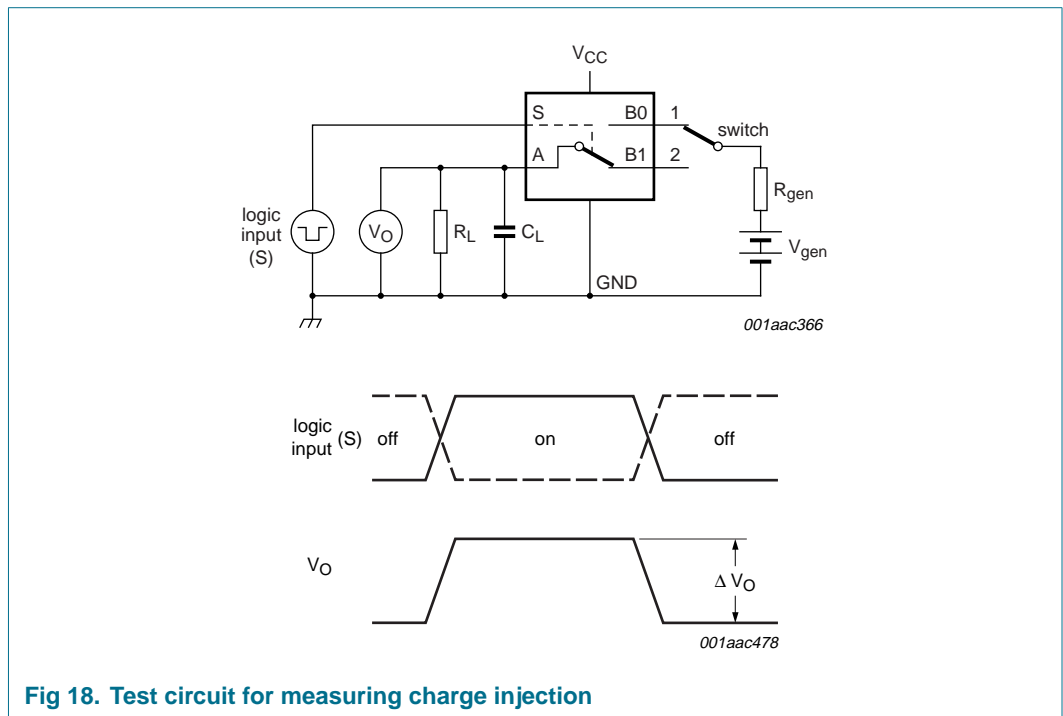 VCC
S B0 1
switch
A B1 2
Rgen
logic
input
(S)
VO RL CL Vgen
GND
001aac366
logic
input (S) off on off
VO
Δ VO
001aac478
Fig 18. Test circuit for measuring charge injection